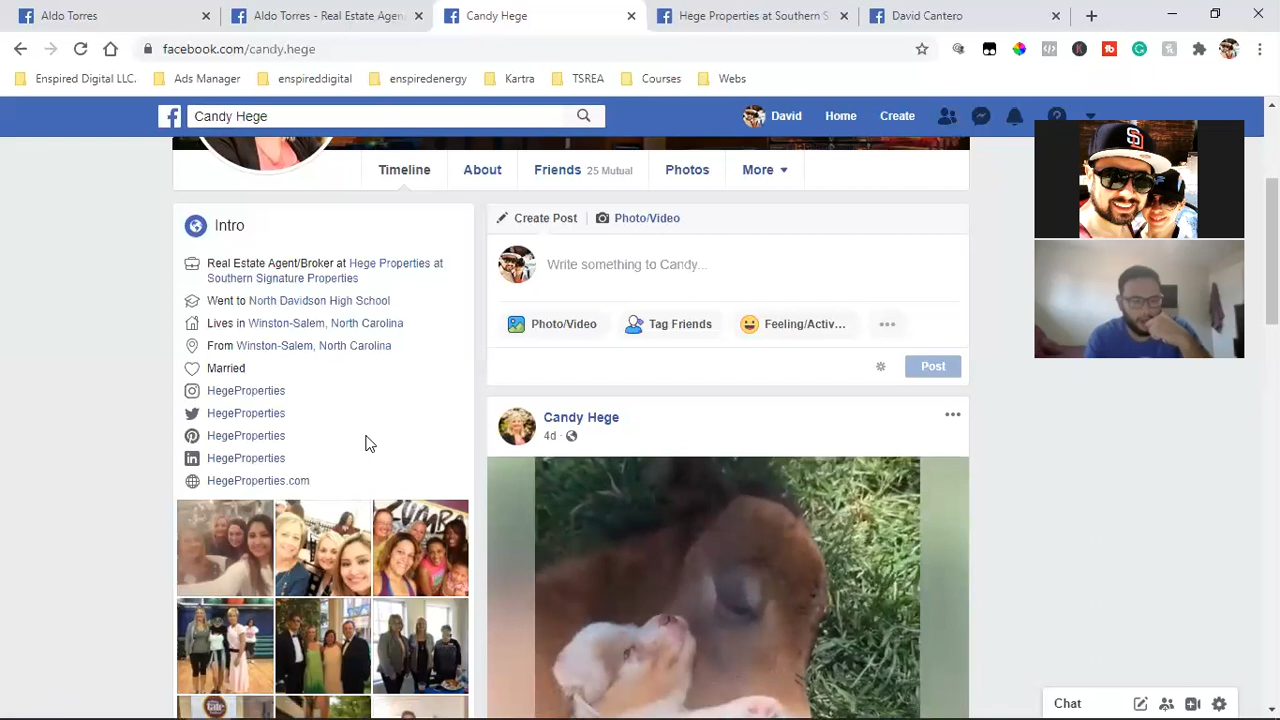 Aldo Torres
Aldo Torres - Real Estate Agen
Candy Hege
Hege Properties at Southern S
David Cantero
facebook.com/candy.hege
Enspired Digital LLC.
Ads Manager
enspireddigital
enspiredenergy
Kartra
TSREA
Courses
Webs
Candy Hege
David
Home
Create
Timeline
About
Friends 25 Mutual
Photos
More
Intro
Real Estate Agent/Broker at Hege Properties at
Southern Signature Properties
Went to North Davidson High School
Lives in Winston-Salem, North Carolina
From Winston-Salem, North Carolina
Married
HegeProperties
HegeProperties
HegeProperties
HegeProperties
HegeProperties.com
Create Post
Photo/Video
Write something to Candy...
Photo/Video
Tag Friends
Feeling/Activ...
Post
Candy Hege
4d ·
ZUMBA
Chat